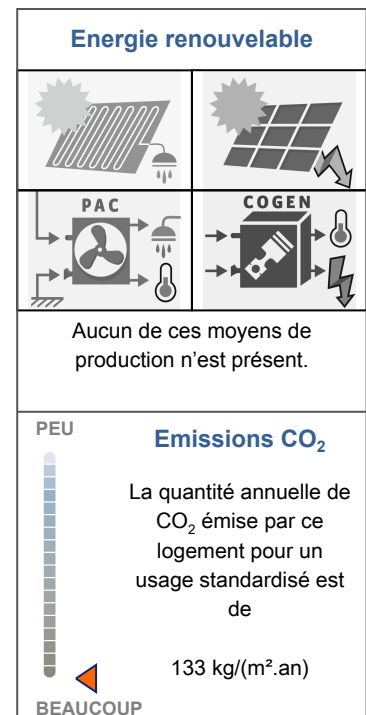 Energie renouvelable
PAC
COGEN
Aucun de ces moyens de
production n'est présent.
PEU
Emissions CO₂
La quantité annuelle de
CO₂ émise par ce
logement pour un
usage standardisé est
de
133 kg/(m².an)
BEAUCOUP